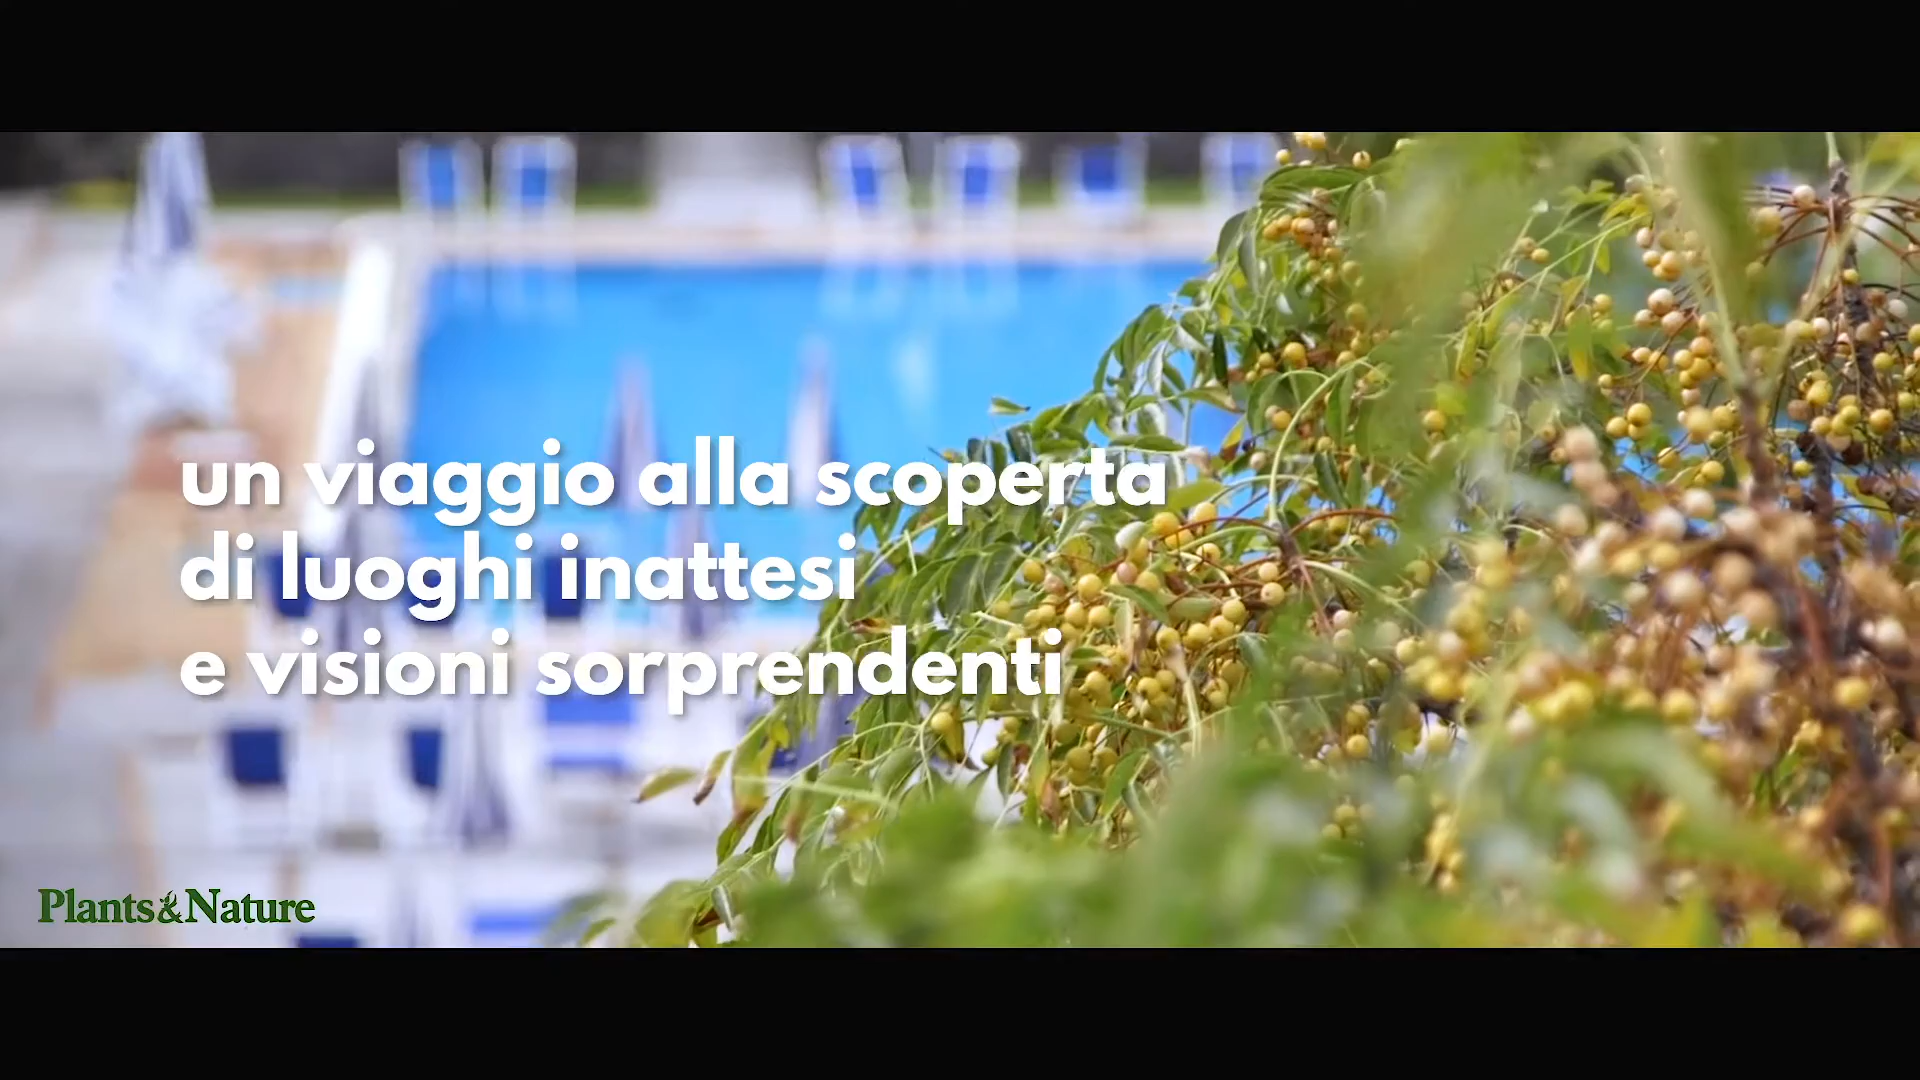 un viaggio alla scoperta
di luoghi inattesi
e visioni sorprendenti
Plants&Nature